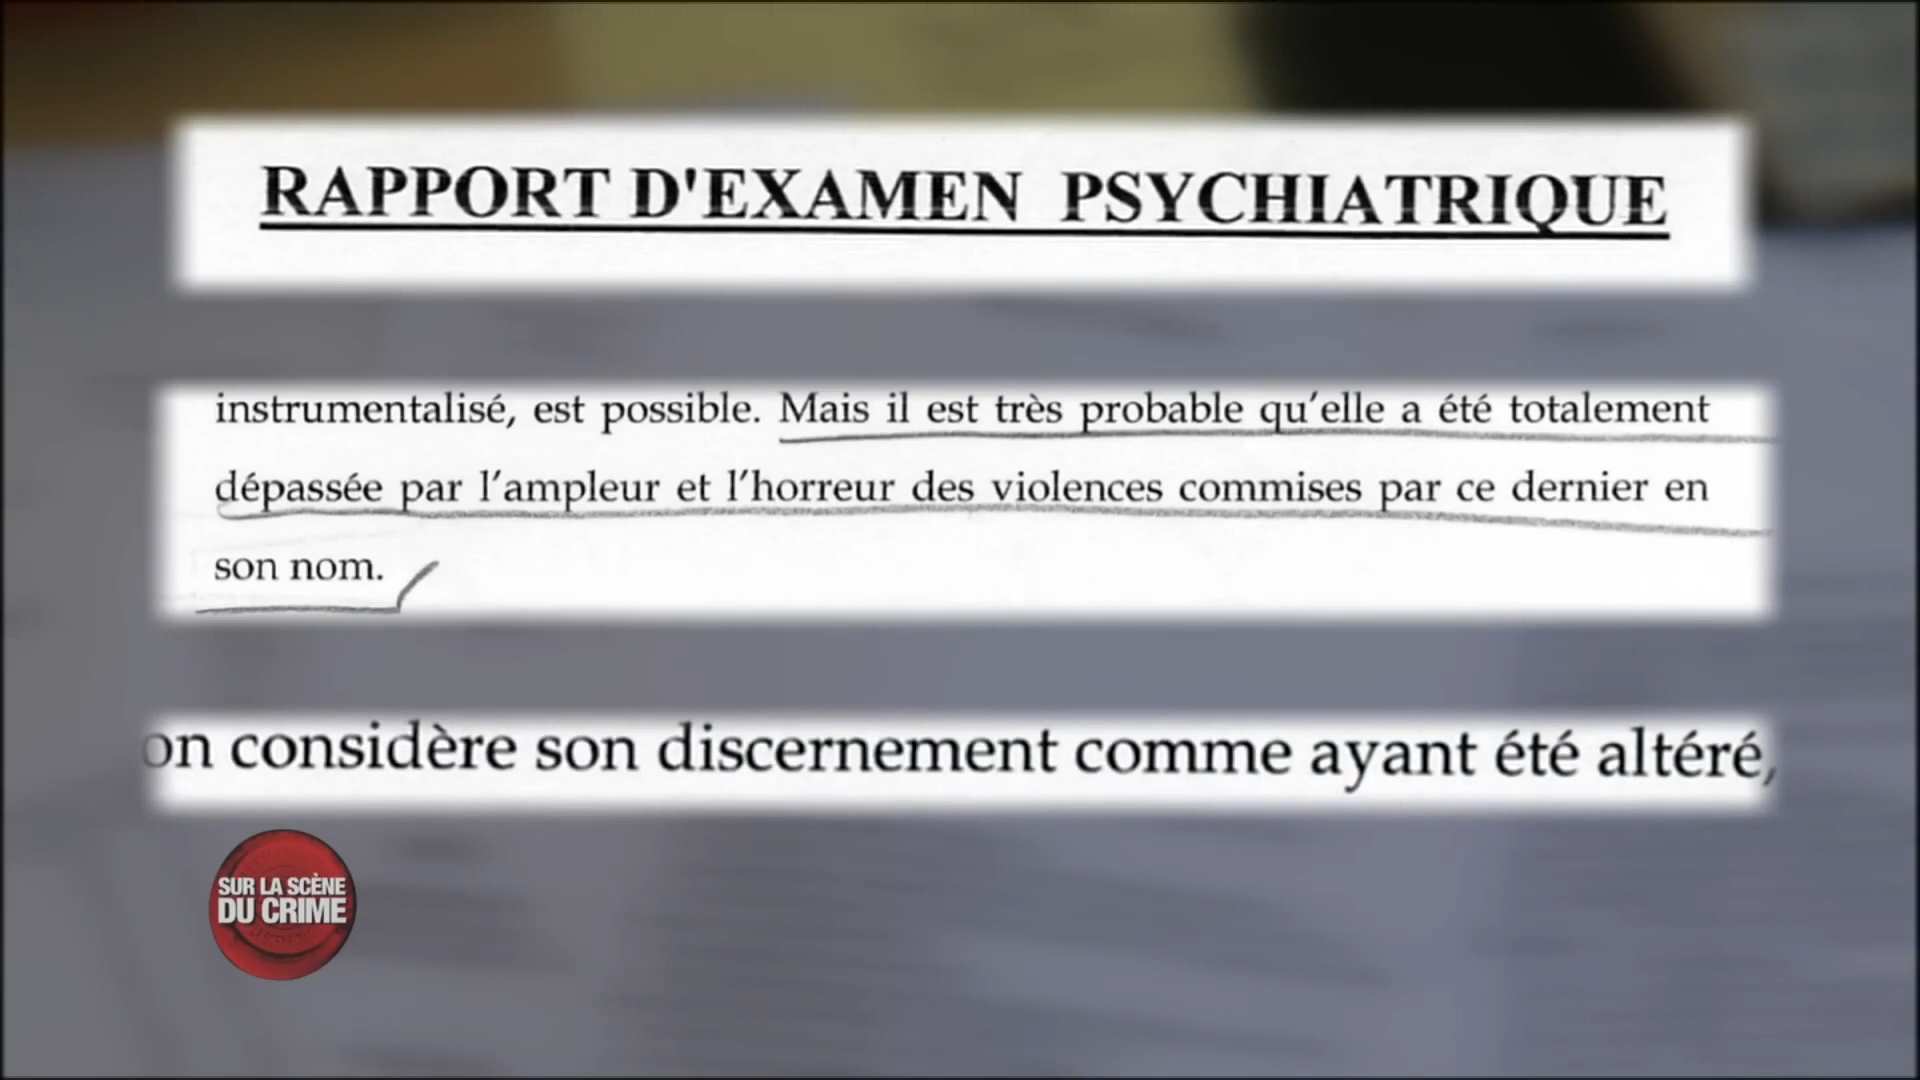 RAPPORT D'EXAMEN PSYCHIATRIQUE
instrumentalisé, est possible. Mais il est très probable qu'elle a été totalement
dépassée par l'ampleur et l'horreur des violences commises par ce dernier en
son nom.
on considère son discernement comme ayant été altéré,
SUR LA SCÈNE
DU CRIME